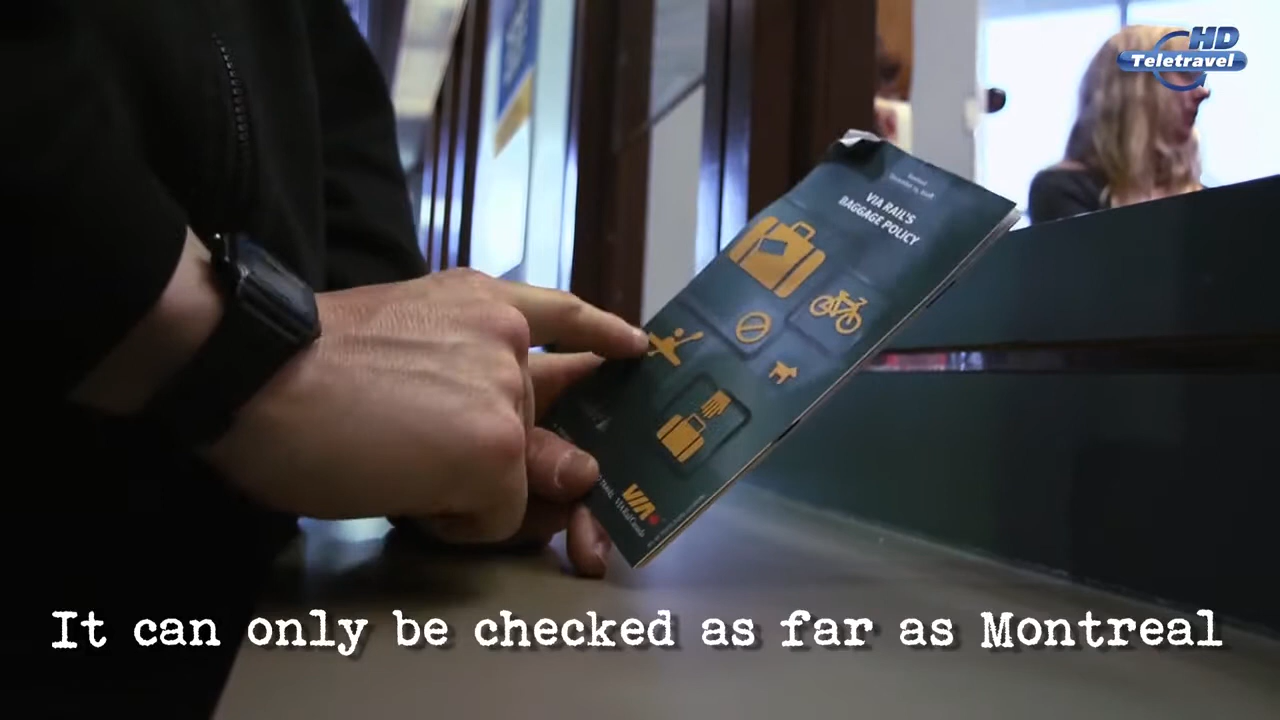 HD
Teletravel
VIA RAIL'S
BAGGAGE POLICY
VIA
It can only be checked as far as Montreal